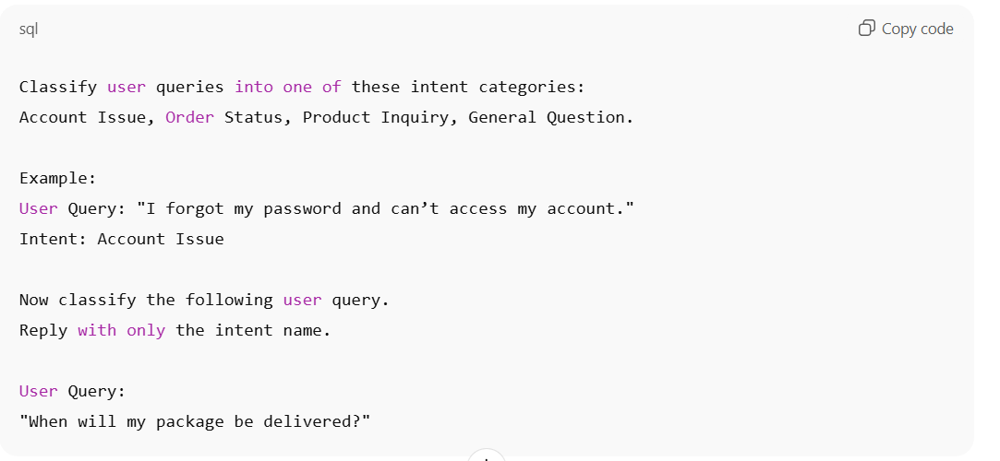 sql
Copy code
Classify user queries into one of these intent categories:
Account Issue, Order Status, Product Inquiry, General Question.
Example:
User Query: "I forgot my password and can’t access my account."
Intent: Account Issue
Now classify the following user query.
Reply with only the intent name.
User Query:
"When will my package be delivered?"